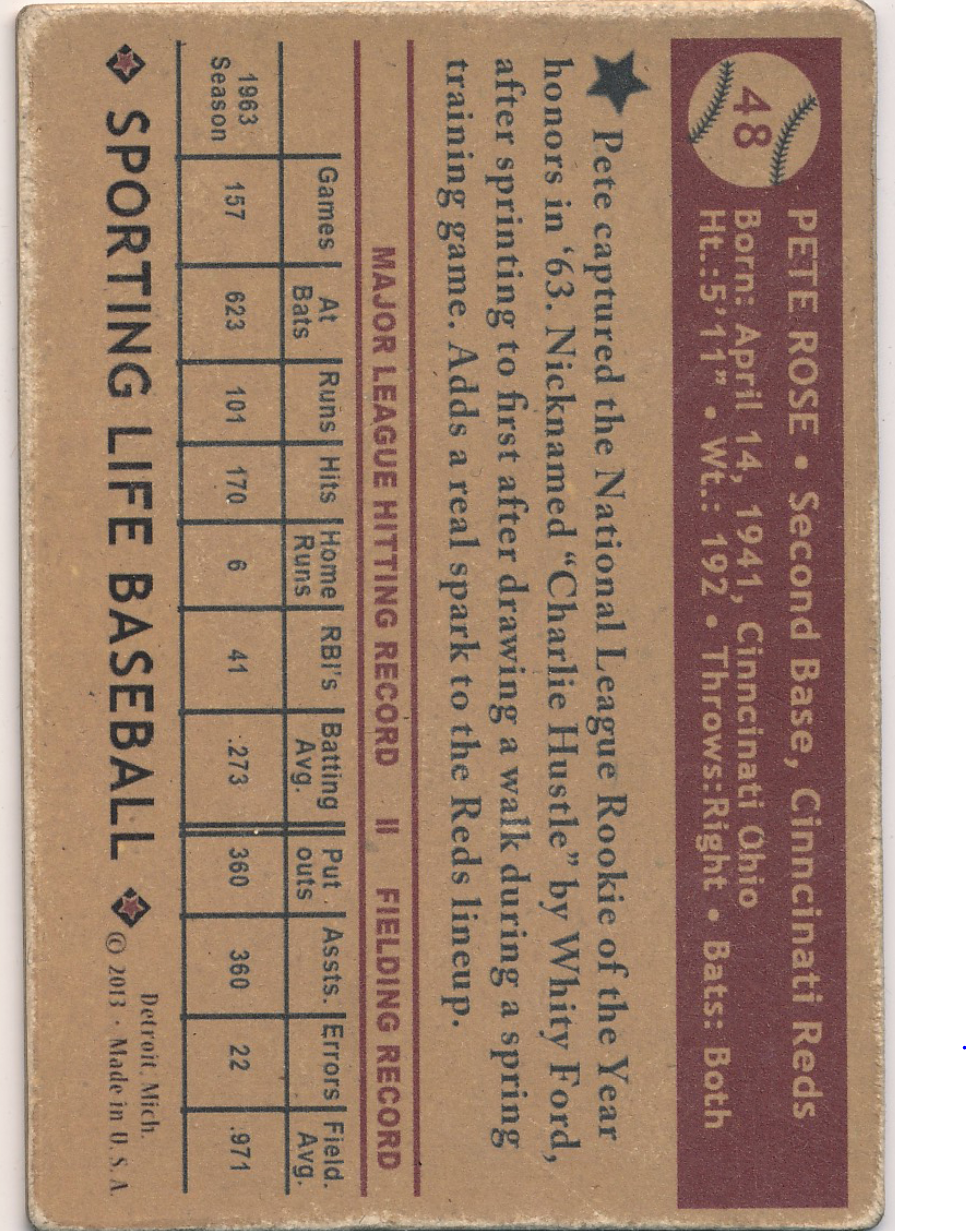 48
PETE ROSE • Second Base, Cinncinati Reds
Born: April 14, 1941, Cinncinati Ohio
Ht.:5'11" • Wt.: 192 • Throws:Right • Bats: Both
Pete captured the National League Rookie of the Year
honors in ‘63. Nicknamed “Charlie Hustle” by Whity Ford,
after sprinting to first after drawing a walk during a spring
training game. Adds a real spark to the Reds lineup.
MAJOR LEAGUE HITTING RECORD II FIELDING RECORD
Games At Bats Runs Hits Home Runs RBI's Batting Avg. Put outs Assts. Errors Field. Avg.
1963 Season 157 623 101 170 6 41 .273 360 360 22 .971
SPORTING LIFE BASEBALL
Detroit, Mich.
© 2013 · Made in U.S.A.